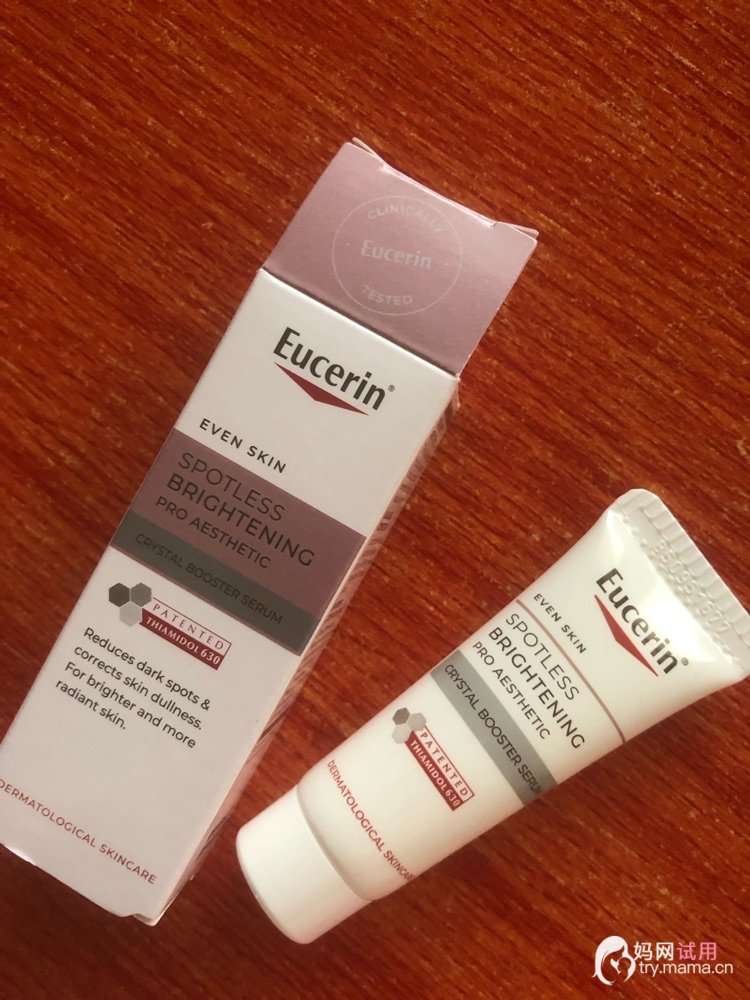 CLINICALLY
Eucerin
TESTED
Eucerin®
EVEN SKIN
SPOTLESS
BRIGHTENING
PRO AESTHETIC
CRYSTAL BOOSTER SERUM
PATENTED
THIAMIDOL 630
Reduces dark spots &
corrects skin dullness.
For brighter and more
radiant skin.
DERMATOLOGICAL SKINCARE
Eucerin®
EVEN SKIN
SPOTLESS
BRIGHTENING
PRO AESTHETIC
CRYSTAL BOOSTER SERUM
PATENTED
THIAMIDOL 630
DERMATOLOGICAL SKINCARE
妈网试用
try.mama.cn